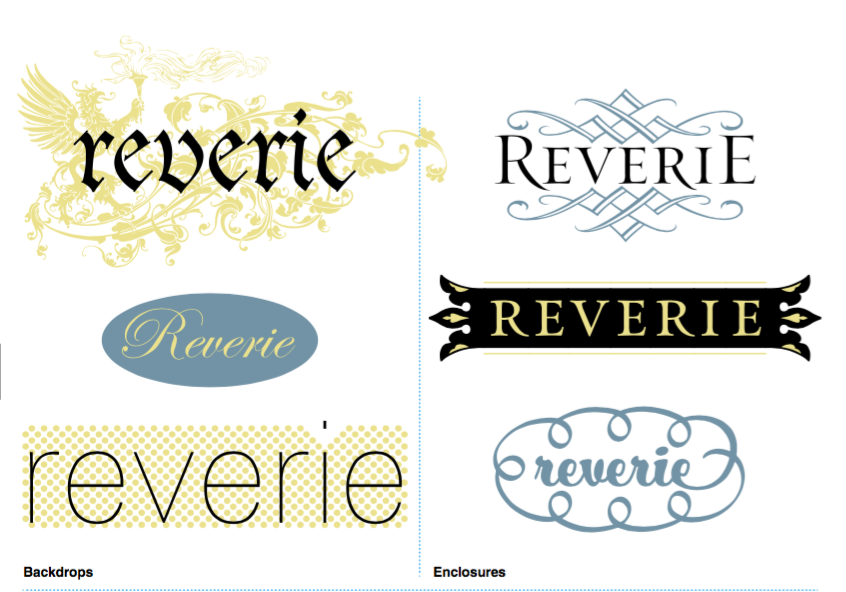 reverie
Reverie
reverie
Backdrops
REVERIE
REVERIE
reverie
Enclosures